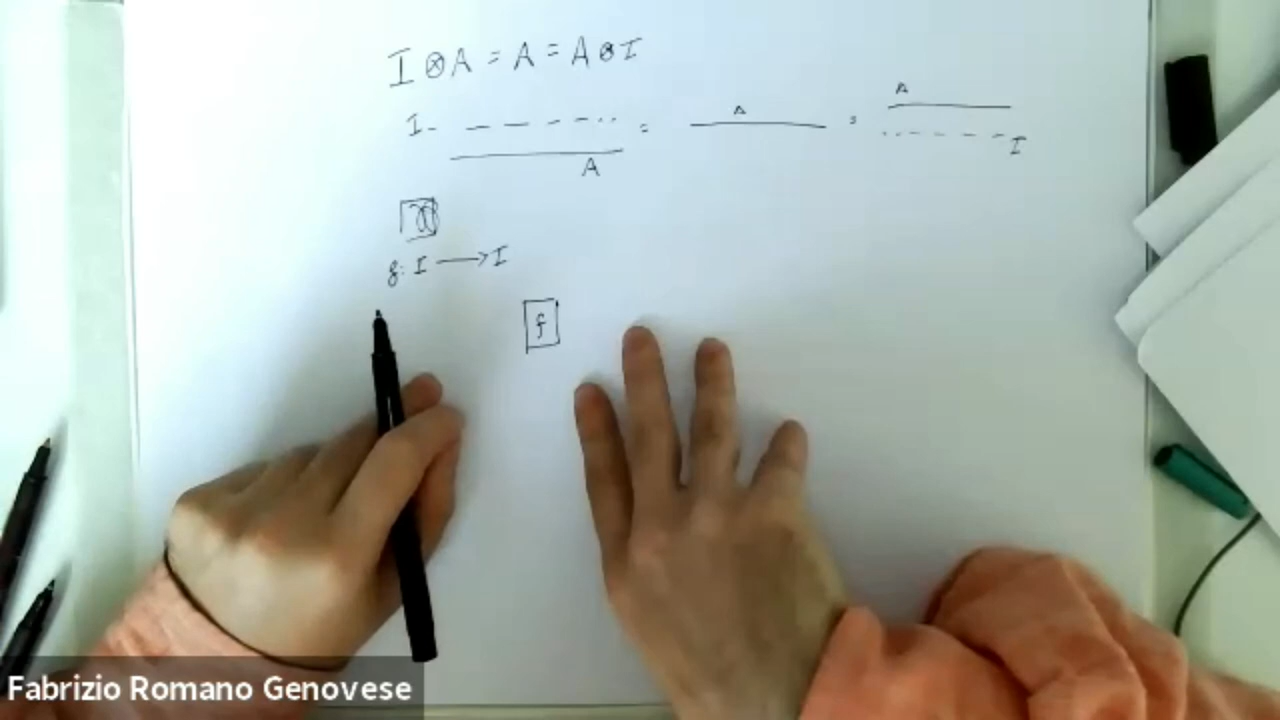 I ⊗ A = A = A ⊗ I
I - = A = A
A I
g: I ⟶ I
f
Fabrizio Romano Genovese